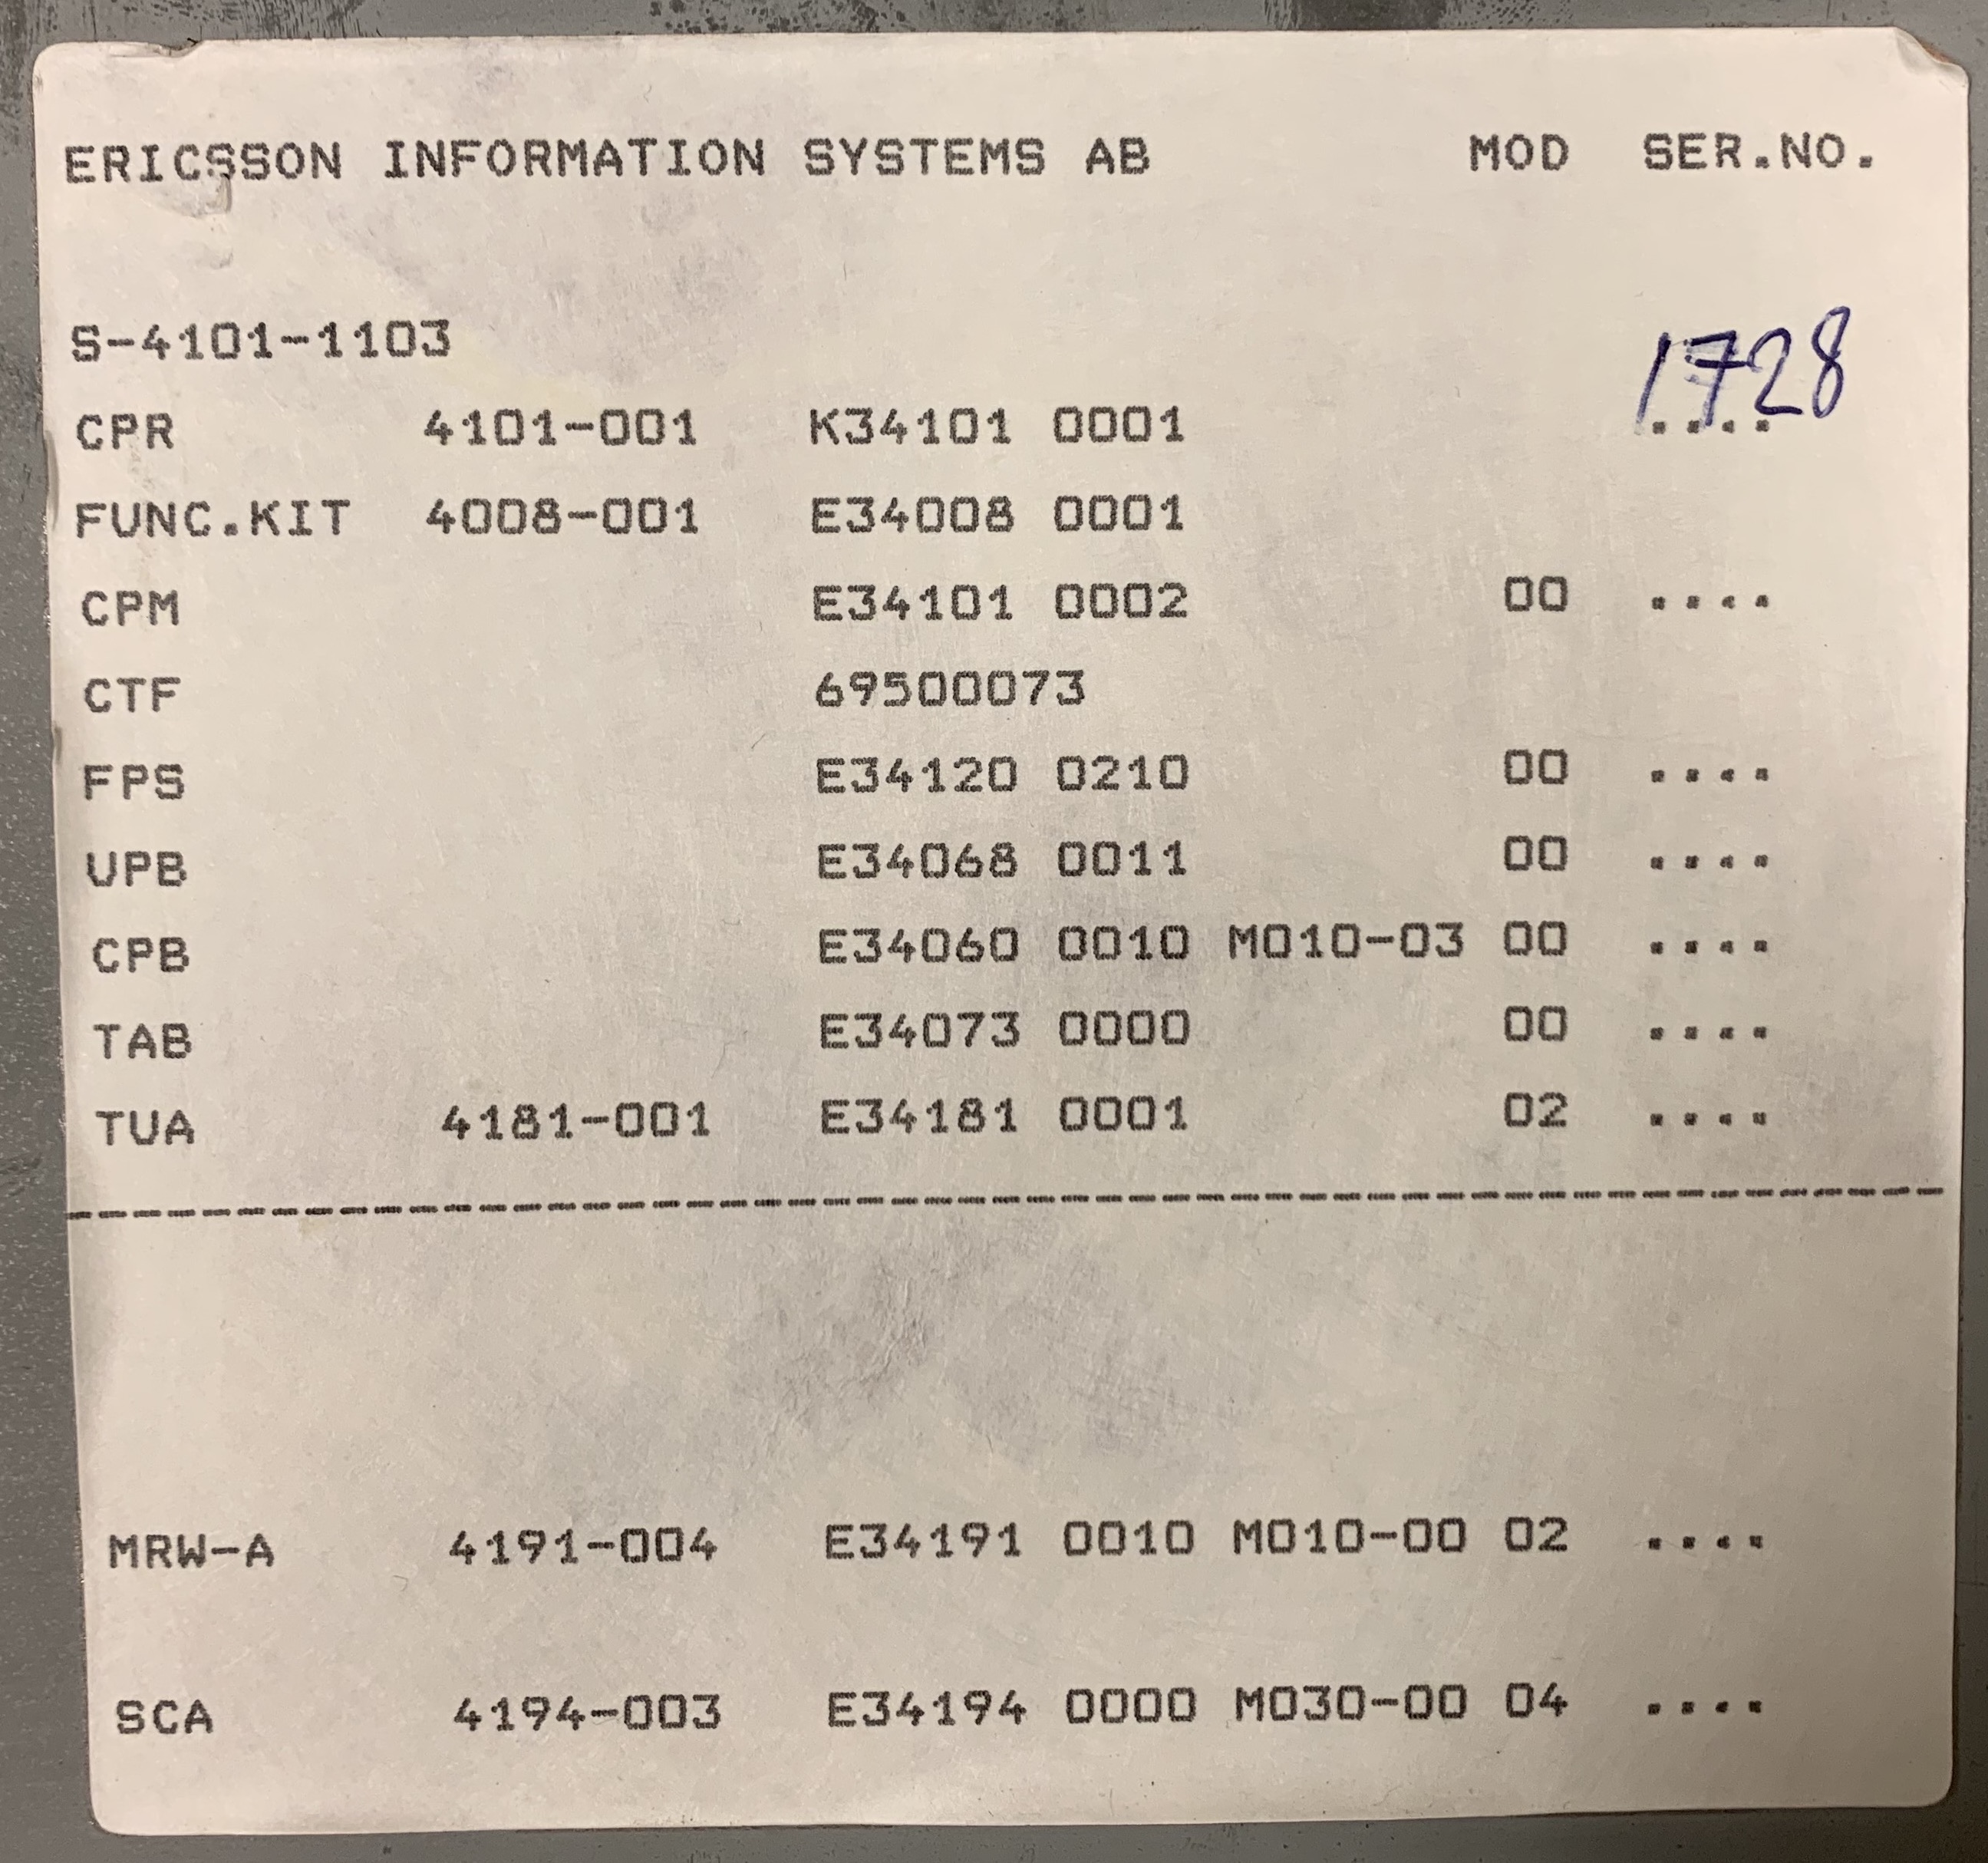 ERICSSON INFORMATION SYSTEMS AB MOD SER.NO.
S-4101-1103
CPR 4101-001 K34101 0001 .... 1728
FUNC.KIT 4008-001 E34008 0001
CPM E34101 0002 00 ....
CTF 69500073
FPS E34120 0210 00 ....
UPB E34068 0011 00 ....
CPB E34060 0010 M010-03 00 ....
TAB E34073 0000 00 ....
TUA 4181-001 E34181 0001 02 ....
MRW-A 4191-004 E34191 0010 M010-00 02 ....
SCA 4194-003 E34194 0000 M030-00 04 ....